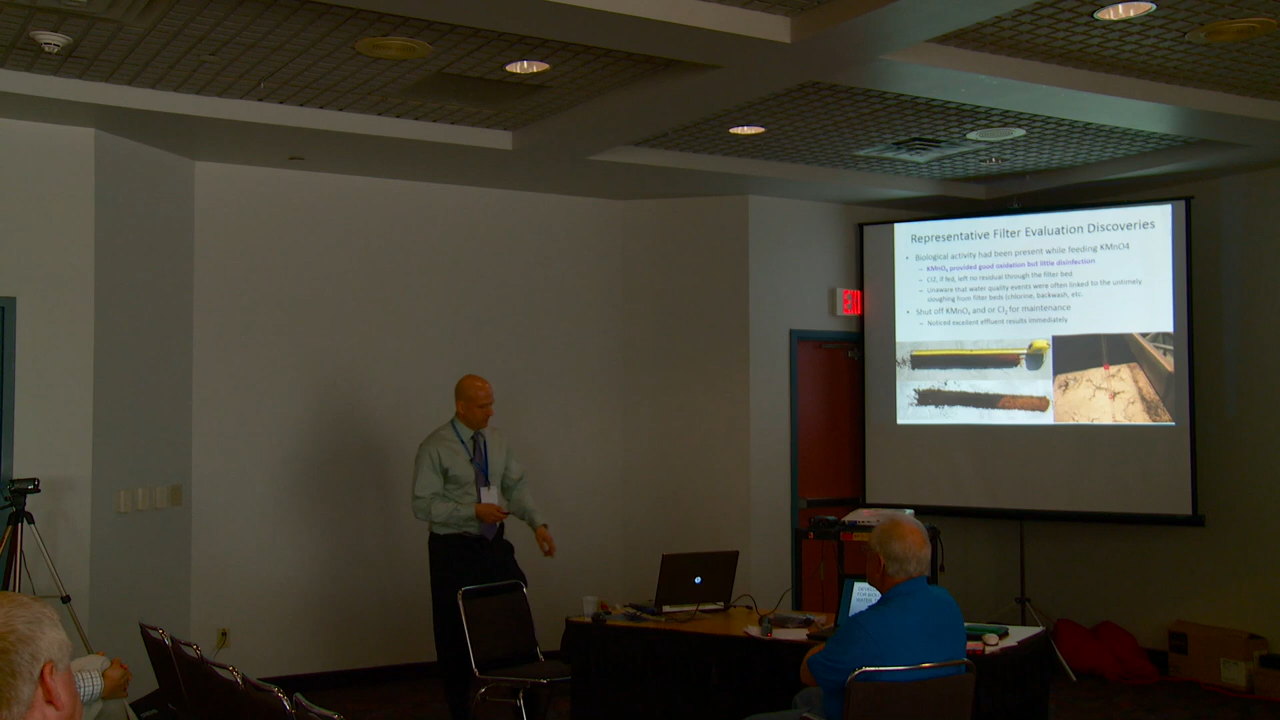 Representative Filter Evaluation Discoveries
• Biological activity had been present while feeding KMnO4
– KMnO₄ provided good oxidation but little disinfection
– Cl2, if fed, left no residual through the filter bed
– Unaware that water quality events were often linked to the untimely
sloughing from filter beds (chlorine, backwash, etc.
• Shut off KMnO₄ and or Cl₂ for maintenance
– Noticed excellent effluent results immediately
EXIT